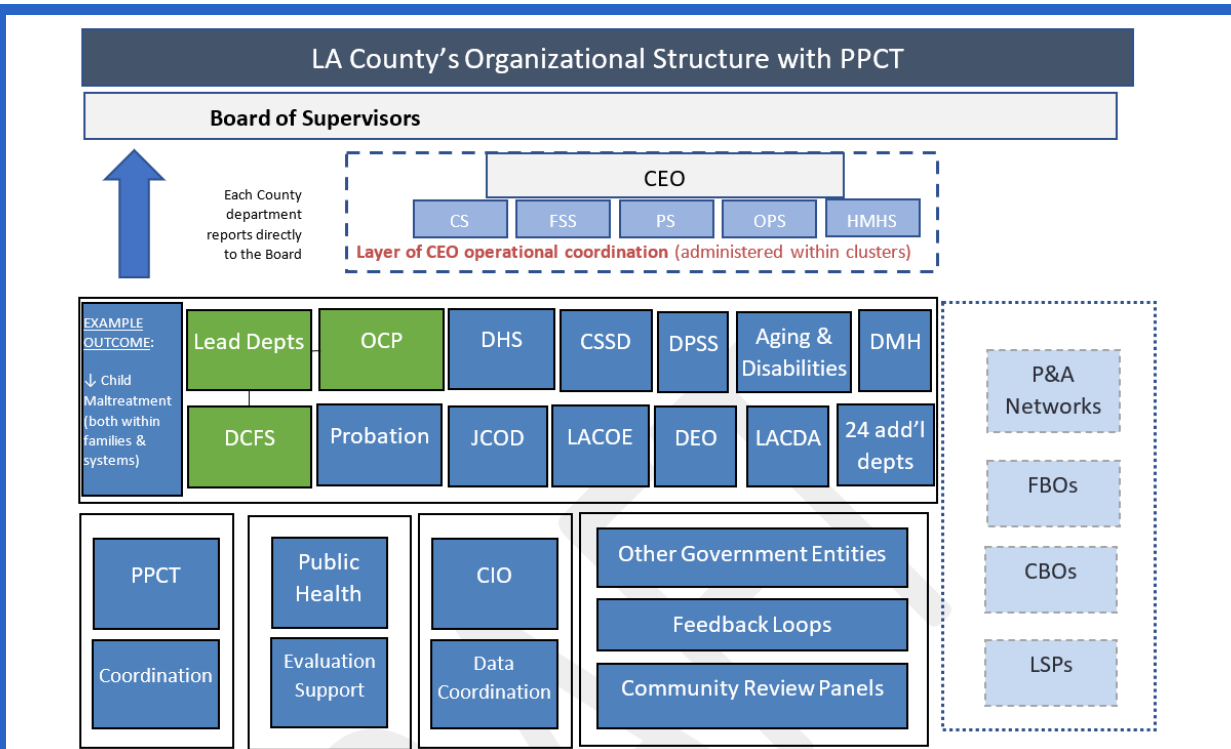 LA County's Organizational Structure with PPCT
Board of Supervisors
Each County
department
reports directly
to the Board
CEO
CS
FSS
PS
OPS
HMHS
Layer of CEO operational coordination (administered within clusters)
EXAMPLE
OUTCOME:
↓ Child
Maltreatment
(both within
families &
systems)
Lead Depts
OCP
DHS
CSSD
DPSS
Aging &
Disabilities
DMH
DCFS
Probation
JCOD
LACOE
DEO
LACDA
24 add'l
depts
P&A
Networks
FBOs
CBOs
LSPs
PPCT
Coordination
Public
Health
Evaluation
Support
CIO
Data
Coordination
Other Government Entities
Feedback Loops
Community Review Panels